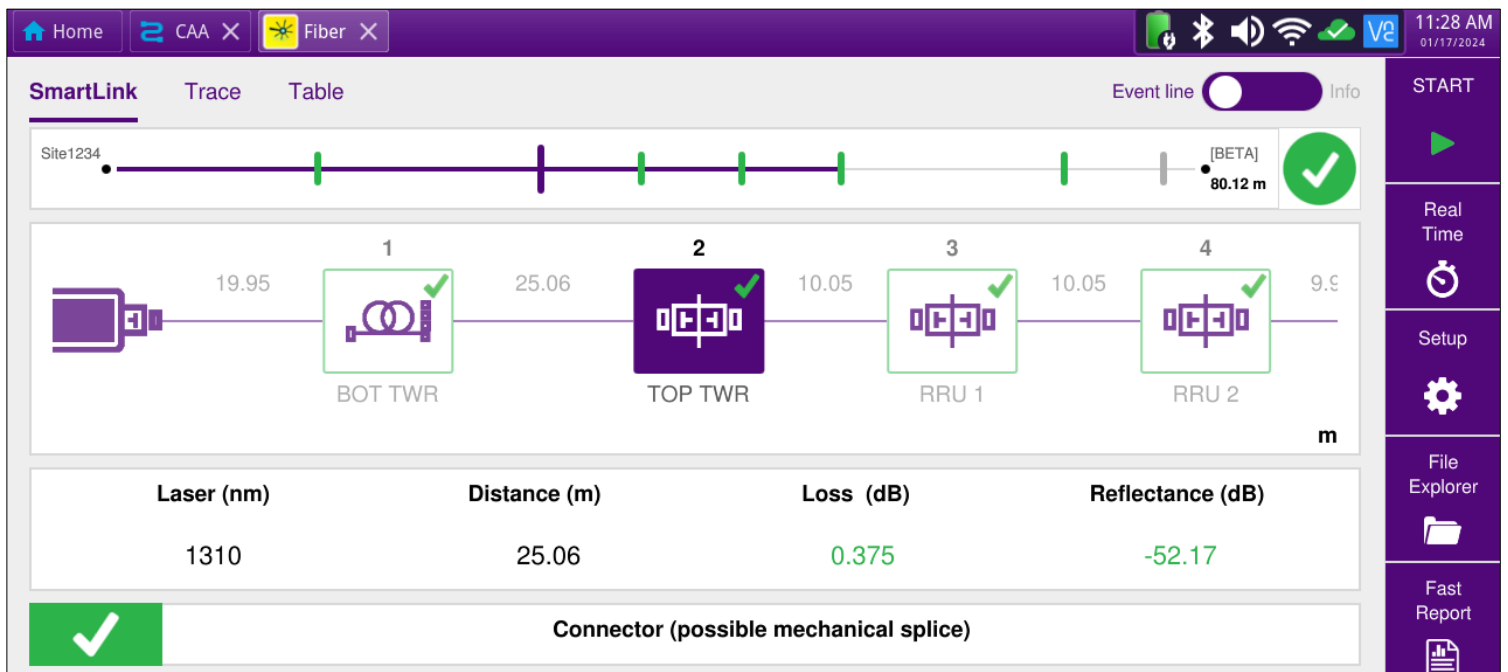 Home
CAA
Fiber
11:28 AM
01/17/2024
SmartLink
Trace
Table
Event line
Info
START
Site1234
[BETA]
80.12 m
Real
Time
1
2
3
4
19.95
25.06
10.05
10.05
BOT TWR
TOP TWR
RRU 1
RRU 2
m
Setup
File
Explorer
Laser (nm)
Distance (m)
Loss (dB)
Reflectance (dB)
1310
25.06
0.375
-52.17
Fast
Report
Connector (possible mechanical splice)